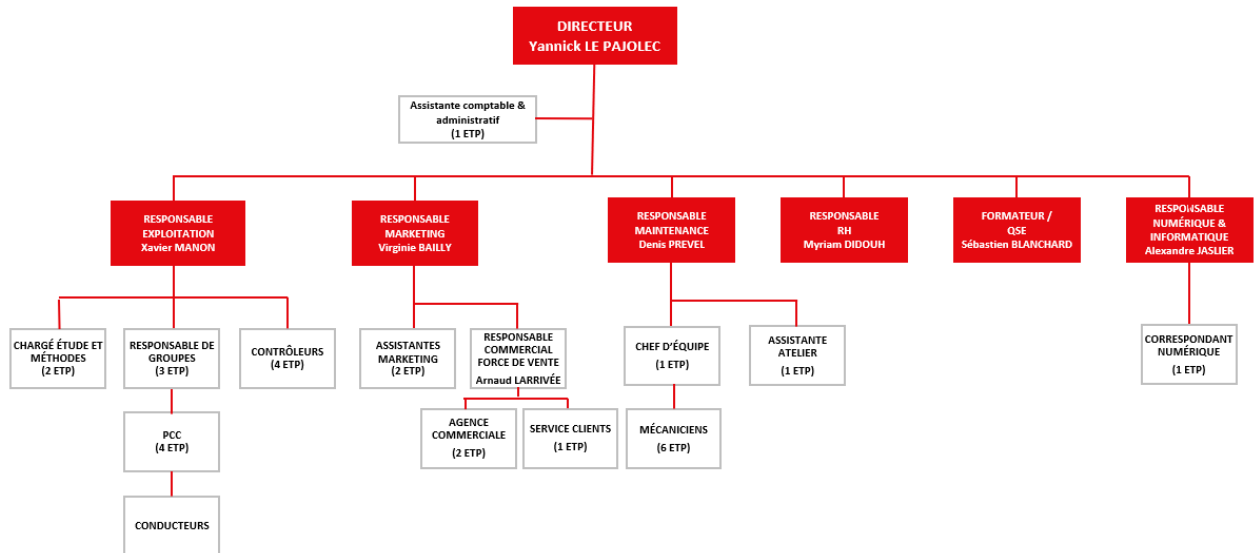 DIRECTEUR
Yannick LE PAJOLEC
Assistante comptable &
administratif
(1 ETP)
RESPONSABLE
EXPLOITATION
Xavier MANON
RESPONSABLE
MARKETING
Virginie BAILLY
RESPONSABLE
MAINTENANCE
Denis PREVEL
RESPONSABLE
RH
Myriam DIDOUH
FORMATEUR /
QSE
Sébastien BLANCHARD
RESPONSABLE
NUMÉRIQUE &
INFORMATIQUE
Alexandre JASLIER
CHARGÉ ÉTUDE ET
MÉTHODES
(2 ETP)
RESPONSABLE DE
GROUPES
(3 ETP)
CONTRÔLEURS
(4 ETP)
ASSISTANTES
MARKETING
(2 ETP)
RESPONSABLE
COMMERCIAL
FORCE DE VENTE
Arnaud LARRIVÉE
CHEF D'ÉQUIPE
(1 ETP)
ASSISTANTE
ATELIER
(1 ETP)
CORRESPONDANT
NUMÉRIQUE
(1 ETP)
PCC
(4 ETP)
AGENCE
COMMERCIALE
(2 ETP)
SERVICE CLIENTS
(1 ETP)
MÉCANICIENS
(6 ETP)
CONDUCTEURS